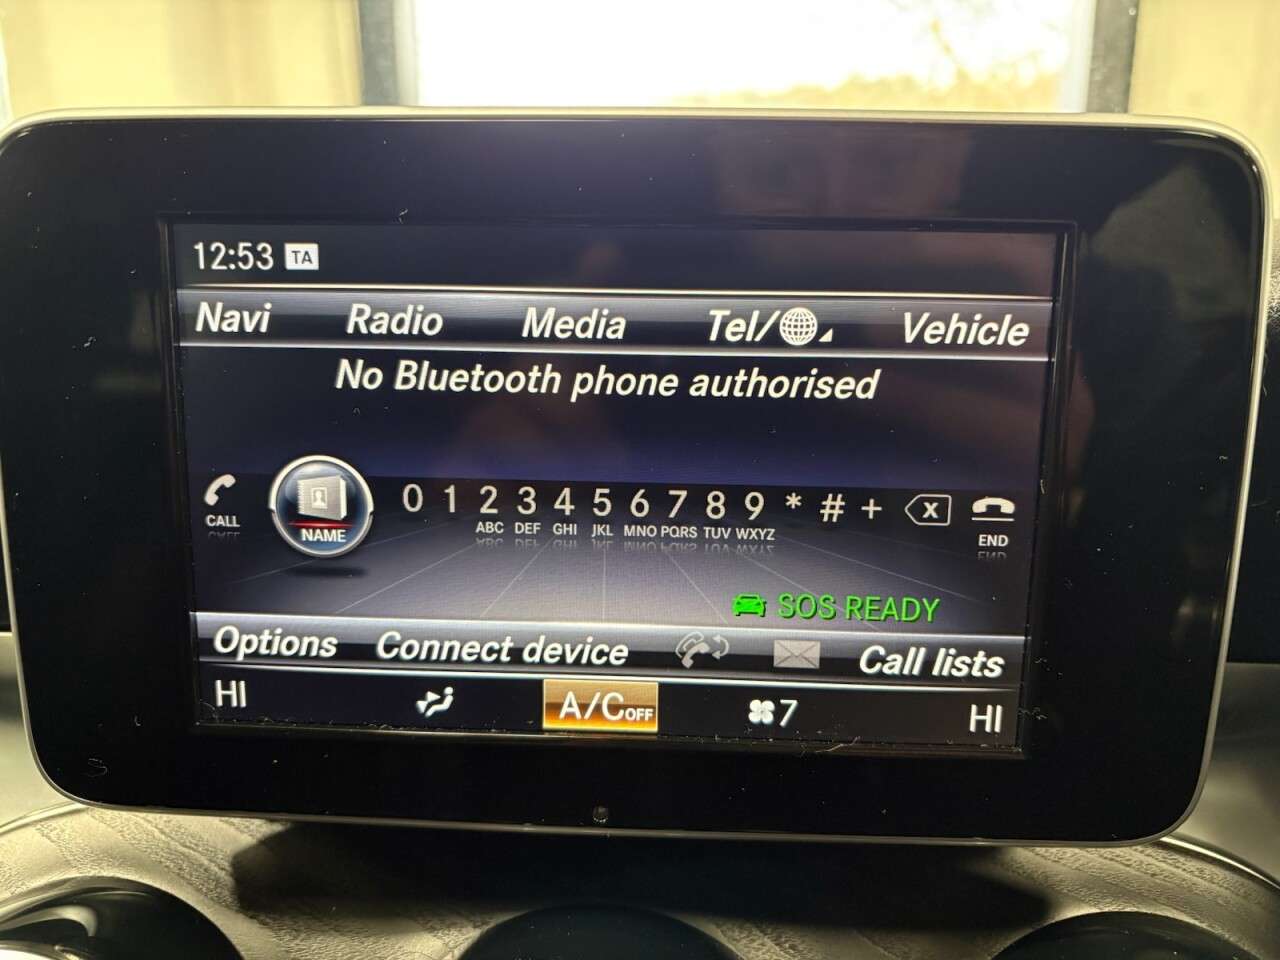 12:53 TA
Navi Radio Media Tel/ Vehicle
No Bluetooth phone authorised
0 1 2 3 4 5 6 7 8 9 * # + x
CALL NAME ABC DEF GHI JKL MNO PQRS TUV WXYZ END
SOS READY
Options Connect device Call lists
HI A/C OFF 7 HI